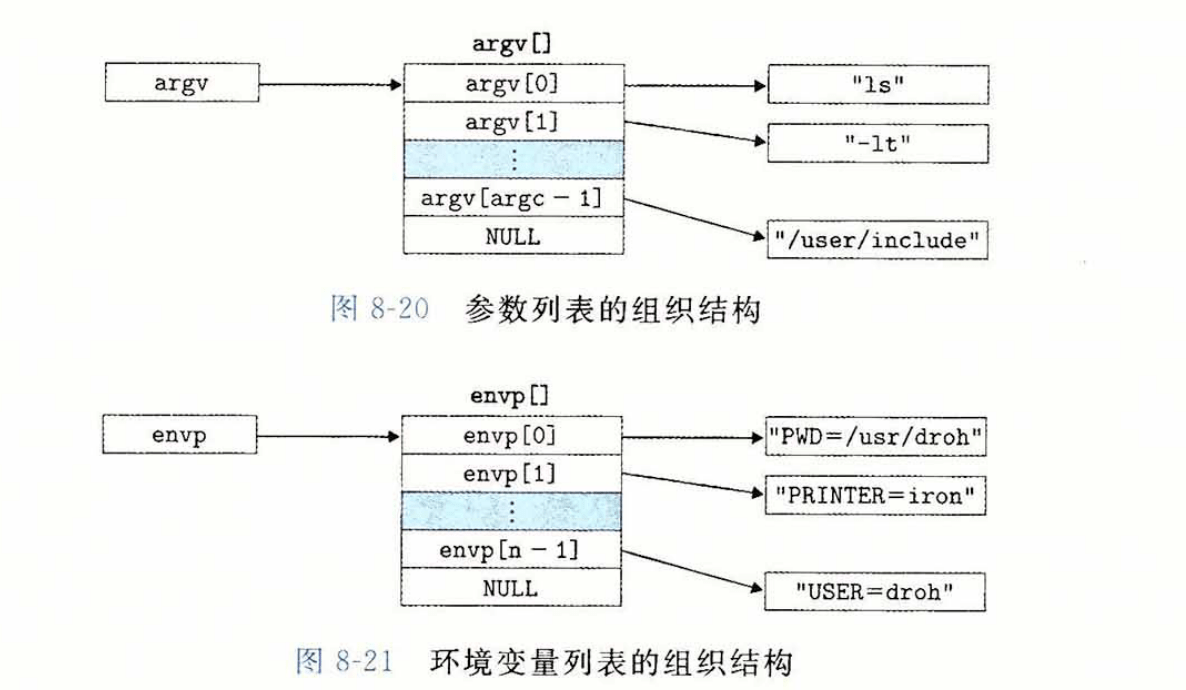 argv[]
argv
argv[0]
"ls"
argv[1]
"-lt"
⋮
argv[argc－1]
"/user/include"
NULL
图 8-20 参数列表的组织结构
envp[]
envp
envp[0]
"PWD=/usr/droh"
envp[1]
"PRINTER=iron"
⋮
envp[n－1]
"USER=droh"
NULL
图 8-21 环境变量列表的组织结构